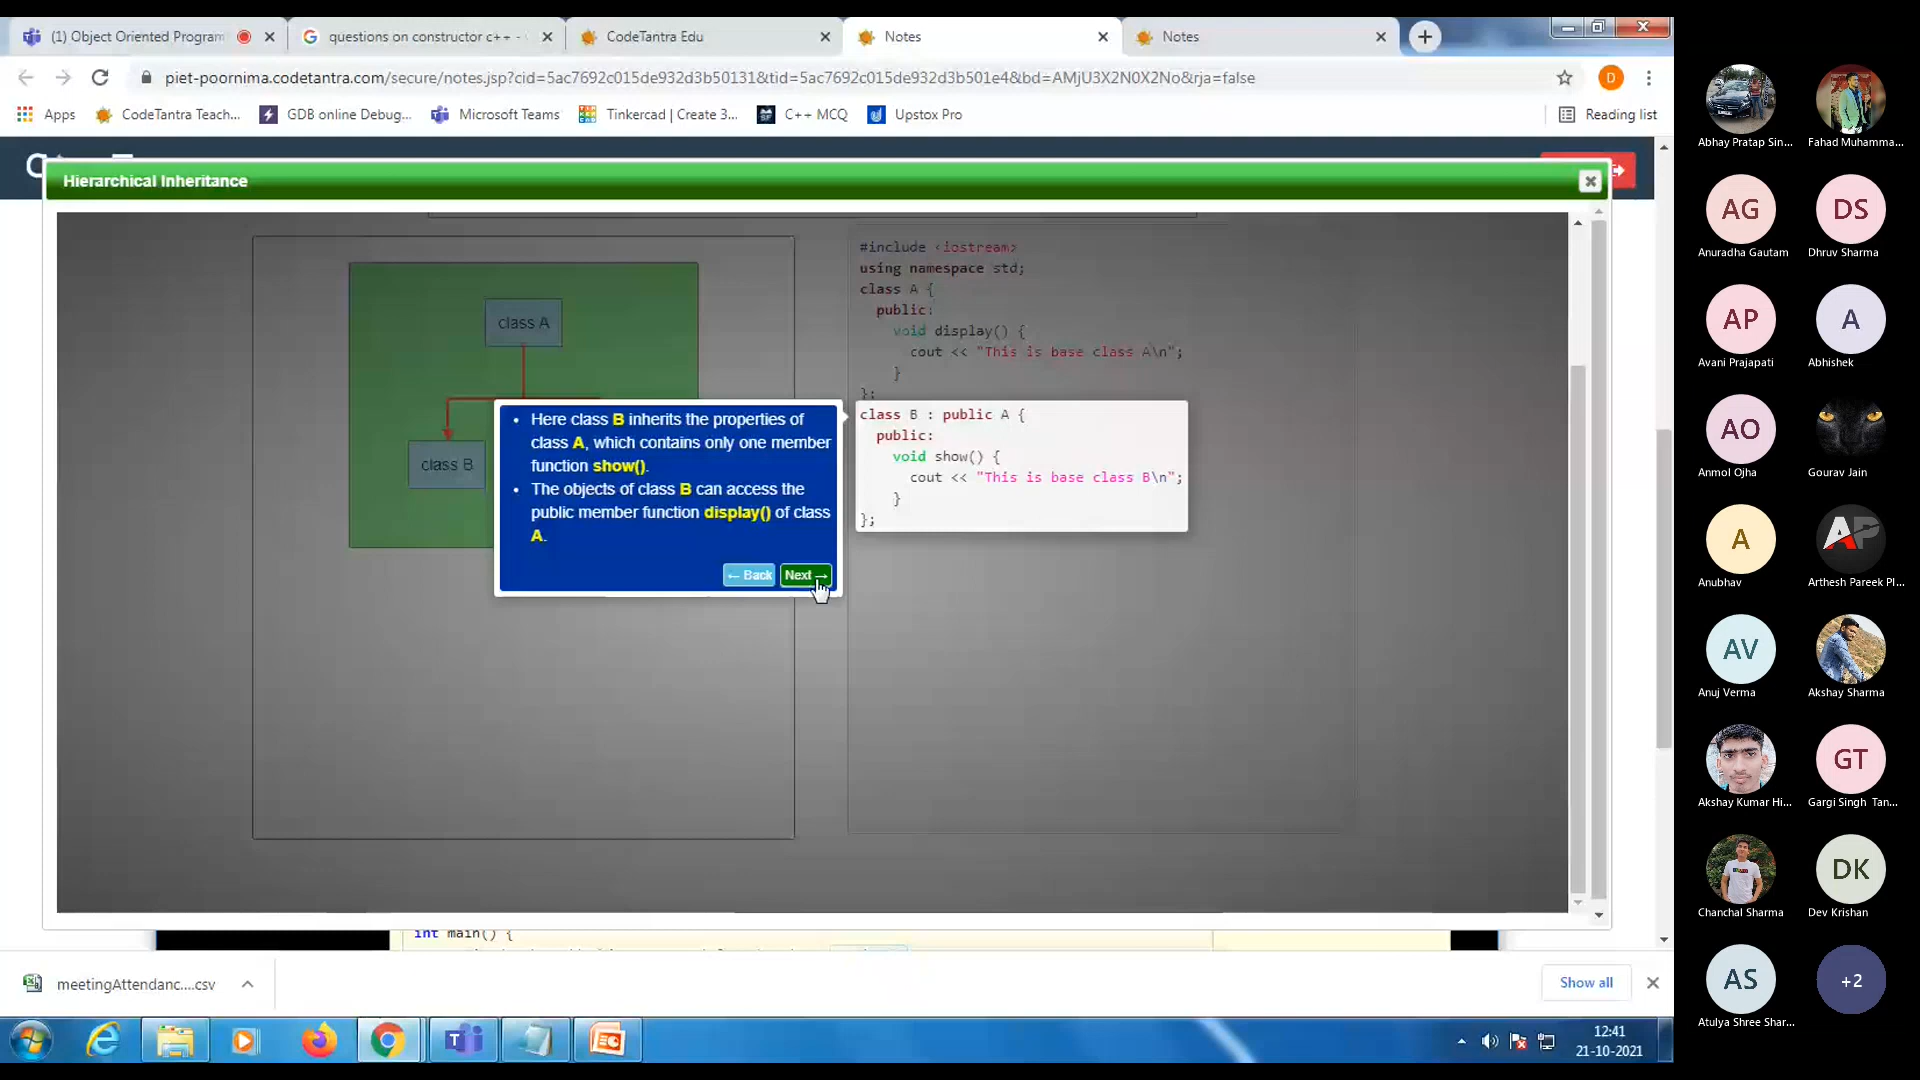 (1) Object Oriented Program
questions on constructor c++ -
CodeTantra Edu
Notes
Notes
piet-poornima.codetantra.com/secure/notes.jsp?cid=5ac7692c015de932d3b50131&tid=5ac7692c015de932d3b501e4&bd=AMjU3X2N0X2No&rja=false
D
Apps
CodeTantra Teach...
GDB online Debug...
Microsoft Teams
Tinkercad | Create 3...
C++ MCQ
Upstox Pro
Reading list
Hierarchical Inheritance
class A
class B
#include <iostream>
using namespace std;
class A {
public:
void display() {
cout << "This is base class A\n";
}
};
class B : public A {
public:
void show() {
cout << "This is base class B\n";
}
};
• Here class B inherits the properties of
class A, which contains only one member
function show().
• The objects of class B can access the
public member function display() of class
A.
← Back
Next →
int main() {
meetingAttendanc....csv
Show all
12:41
21-10-2021
Abhay Pratap Sin...
Fahad Muhamma...
AG
Anuradha Gautam
DS
Dhruv Sharma
AP
Avani Prajapati
A
Abhishek
AO
Anmol Ojha
Gourav Jain
A
Anubhav
AP
Arthesh Pareek PI...
AV
Anuj Verma
Akshay Sharma
Akshay Kumar Hi...
GT
Gargi Singh Tan...
Chanchal Sharma
DK
Dev Krishan
AS
Atulya Shree Shar...
+2